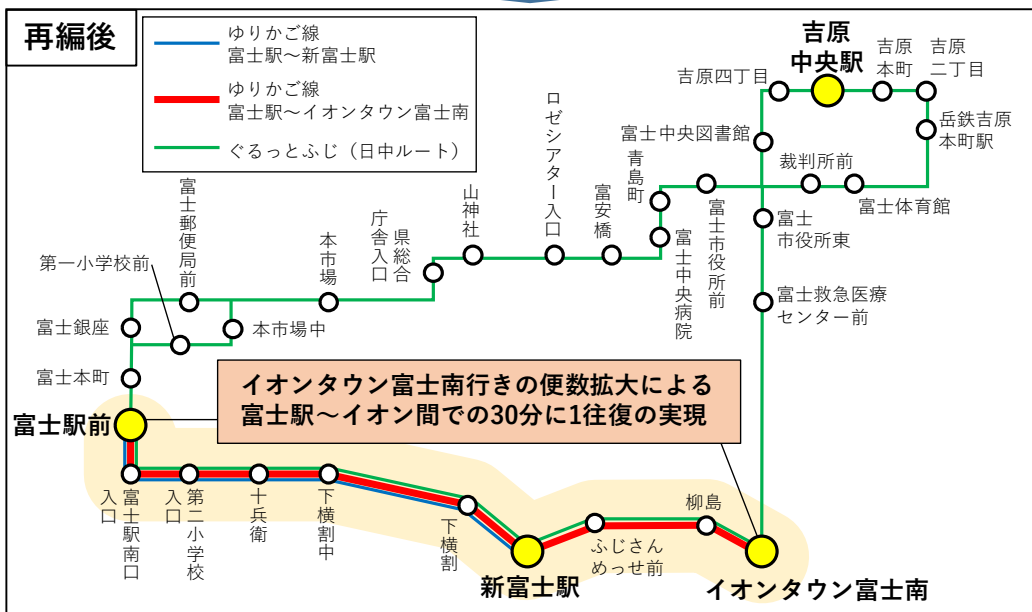 再編後
ゆりかご線
富士駅～新富士駅
ゆりかご線
富士駅～イオンタウン富士南
ぐるっとふじ（日中ルート）
吉原
中央駅
吉原四丁目
吉原
本町
吉原
二丁目
岳鉄吉原
本町駅
富士中央図書館
裁判所前
富士体育館
富士
市役所東
富士救急医療
センター前
富士市役所前
富士中央病院
青島町
富安橋
ロゼシアター入口
山神社
県総合
庁舎入口
本市場
富士郵便局前
第一小学校前
富士銀座
本市場中
富士本町
イオンタウン富士南行きの便数拡大による
富士駅～イオン間での30分に1往復の実現
富士駅前
富士駅南口
入口
第二小学校
入口
十兵衛
下横割中
下横割
新富士駅
ふじさん
めっせ前
柳島
イオンタウン富士南